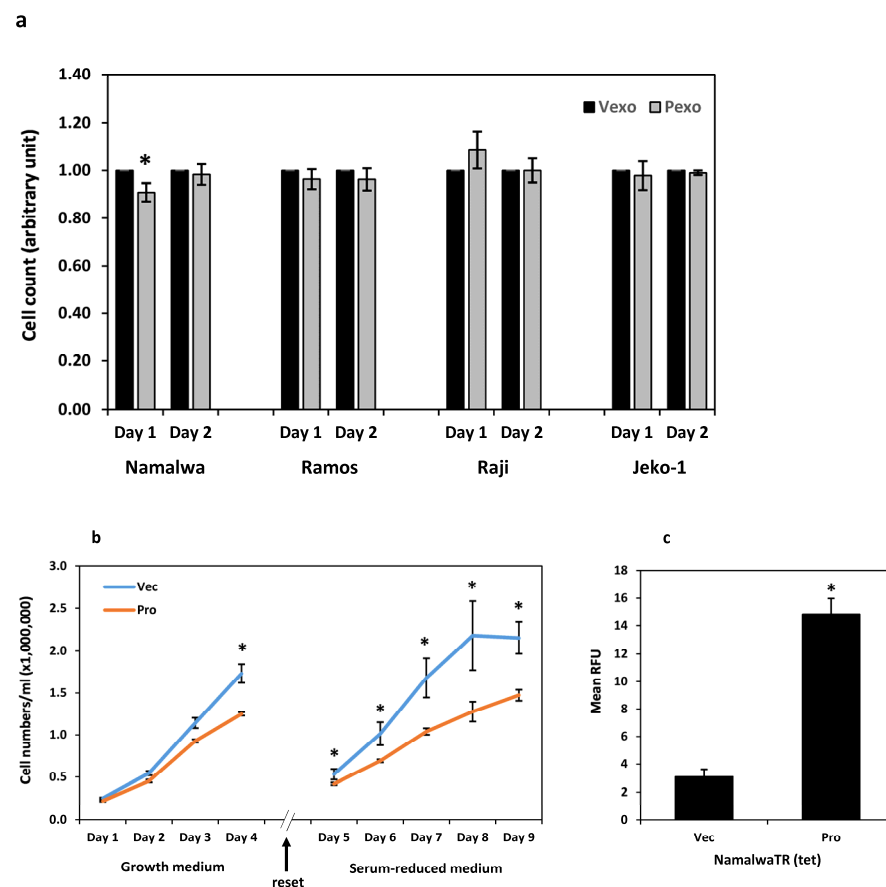 a
1.40
1.20
1.00
0.80
0.60
0.40
0.20
0.00
Cell count (arbitrary unit)
Vexo Pexo
*
Day 1 Day 2 Day 1 Day 2 Day 1 Day 2 Day 1 Day 2
Namalwa Ramos Raji Jeko-1
b
3.0
2.5
2.0
1.5
1.0
0.5
0.0
Cell numbers/ml (x1,000,000)
Vec
Pro
* * * * * *
Day 1 Day 2 Day 3 Day 4 Day 5 Day 6 Day 7 Day 8 Day 9
Growth medium Serum-reduced medium
reset
c
18
16
14
12
10
8
6
4
2
0
Mean RFU
*
Vec Pro
NamalwaTR (tet)